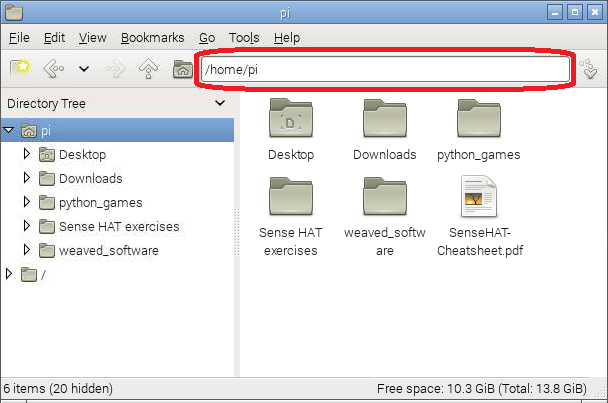 pi
File Edit View Bookmarks Go Tools Help
/home/pi
Directory Tree
pi
Desktop
Downloads
python_games
Sense HAT exercises
weaved_software
/
Desktop
Downloads
python_games
Sense HAT
exercises
weaved_softw
are
SenseHAT-
Cheatsheet.pdf
6 items (20 hidden)
Free space: 10.3 GiB (Total: 13.8 GiB)